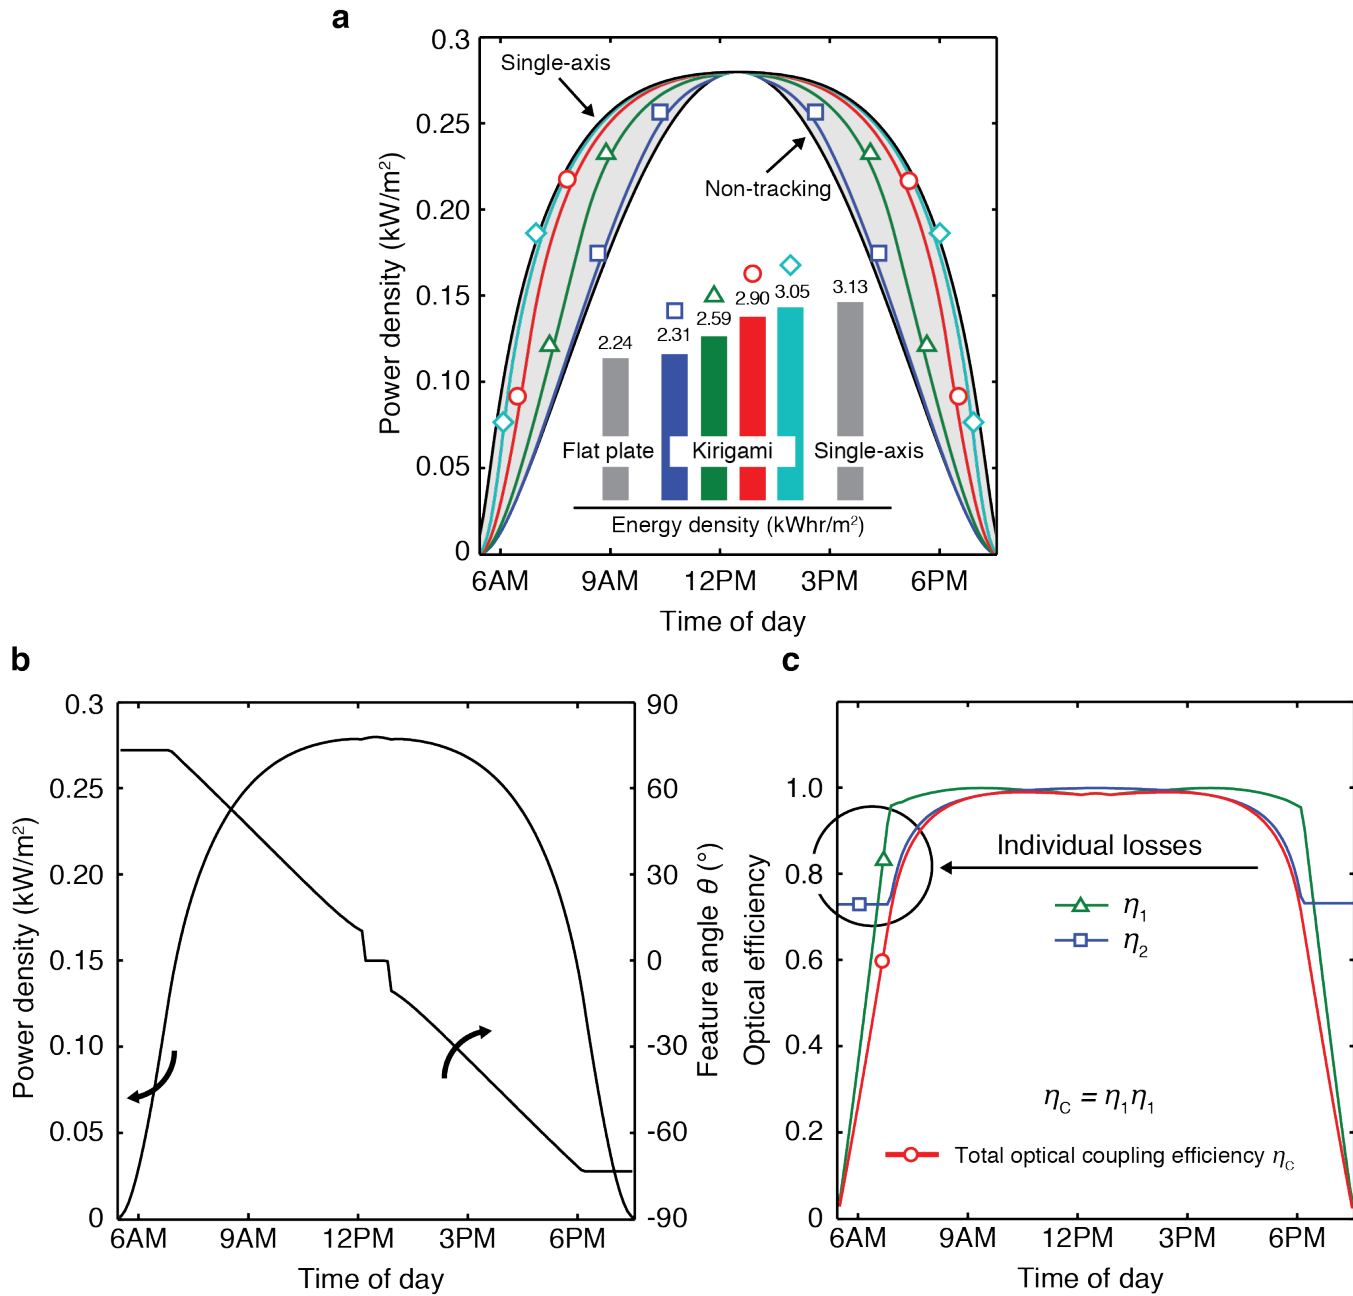 a
0.3
0.25
0.20
0.15
0.10
0.05
0
Power density (kW/m²)
Single-axis
Non-tracking
2.24
2.31
2.59
2.90
3.05
3.13
Flat plate
Kirigami
Single-axis
Energy density (kWhr/m²)
6AM
9AM
12PM
3PM
6PM
Time of day
b
0.3
0.25
0.20
0.15
0.10
0.05
0
Power density (kW/m²)
90
60
30
0
-30
-60
-90
Feature angle θ (°)
6AM
9AM
12PM
3PM
6PM
Time of day
c
1.0
0.8
0.6
0.4
0.2
0
Optical efficiency
Individual losses
η₁
η₂
η_C = η₁η₁
Total optical coupling efficiency η_C
6AM
9AM
12PM
3PM
6PM
Time of day